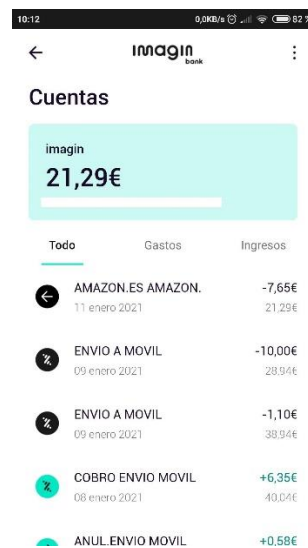 10:12 0,0KB/s 82 %
imagin
bank
Cuentas
imagin
21,29€
Todo Gastos Ingresos
AMAZON.ES AMAZON. -7,65€
11 enero 2021 21,29€
ENVIO A MOVIL -10,00€
09 enero 2021 28,94€
ENVIO A MOVIL -1,10€
09 enero 2021 38,94€
COBRO ENVIO MOVIL +6,35€
08 enero 2021 40,04€
ANUL.ENVIO MOVIL +0,58€